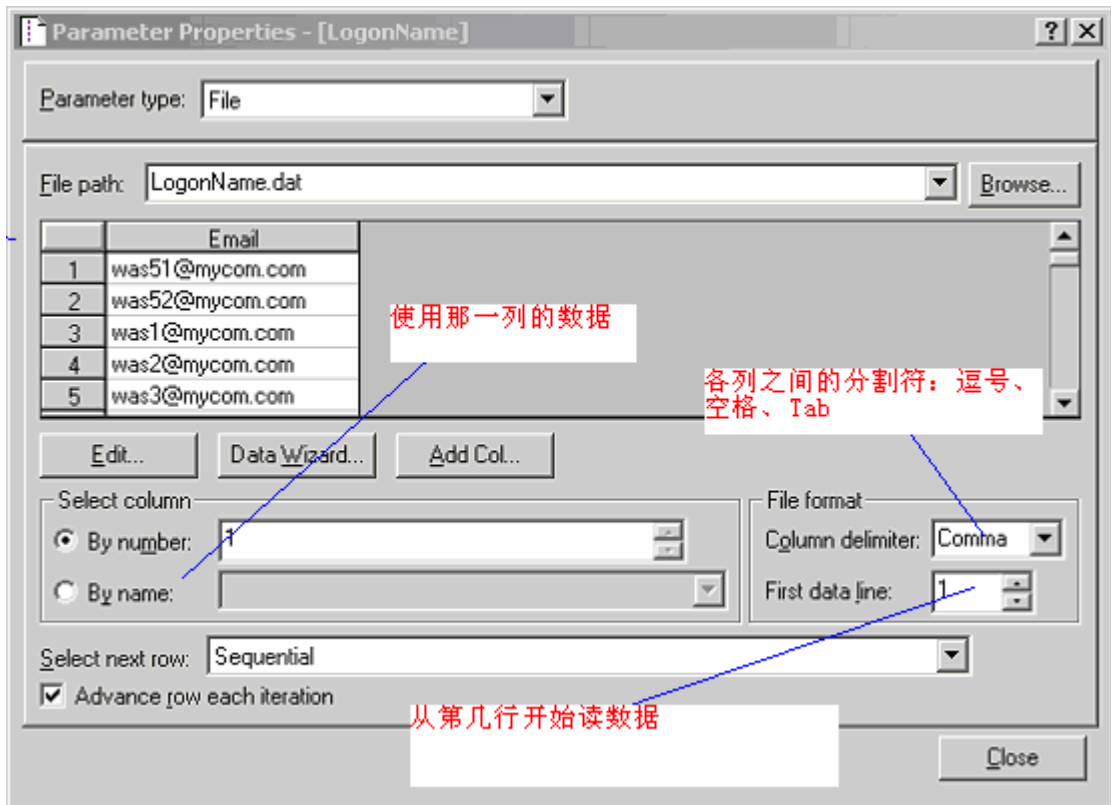 Parameter Properties - [LogonName]
Parameter type: File
File path: LogonName.dat Browse...
Email
1 was51@mycom.com
2 was52@mycom.com
3 was1@mycom.com
4 was2@mycom.com
5 was3@mycom.com
使用那一列的数据
各列之间的分割符：逗号、
空格、Tab
Edit... Data Wizard... Add Col...
Select column File format
By number: 1 Column delimiter: Comma
By name: First data line: 1
Select next row: Sequential
Advance row each iteration
从第几行开始读数据
Close